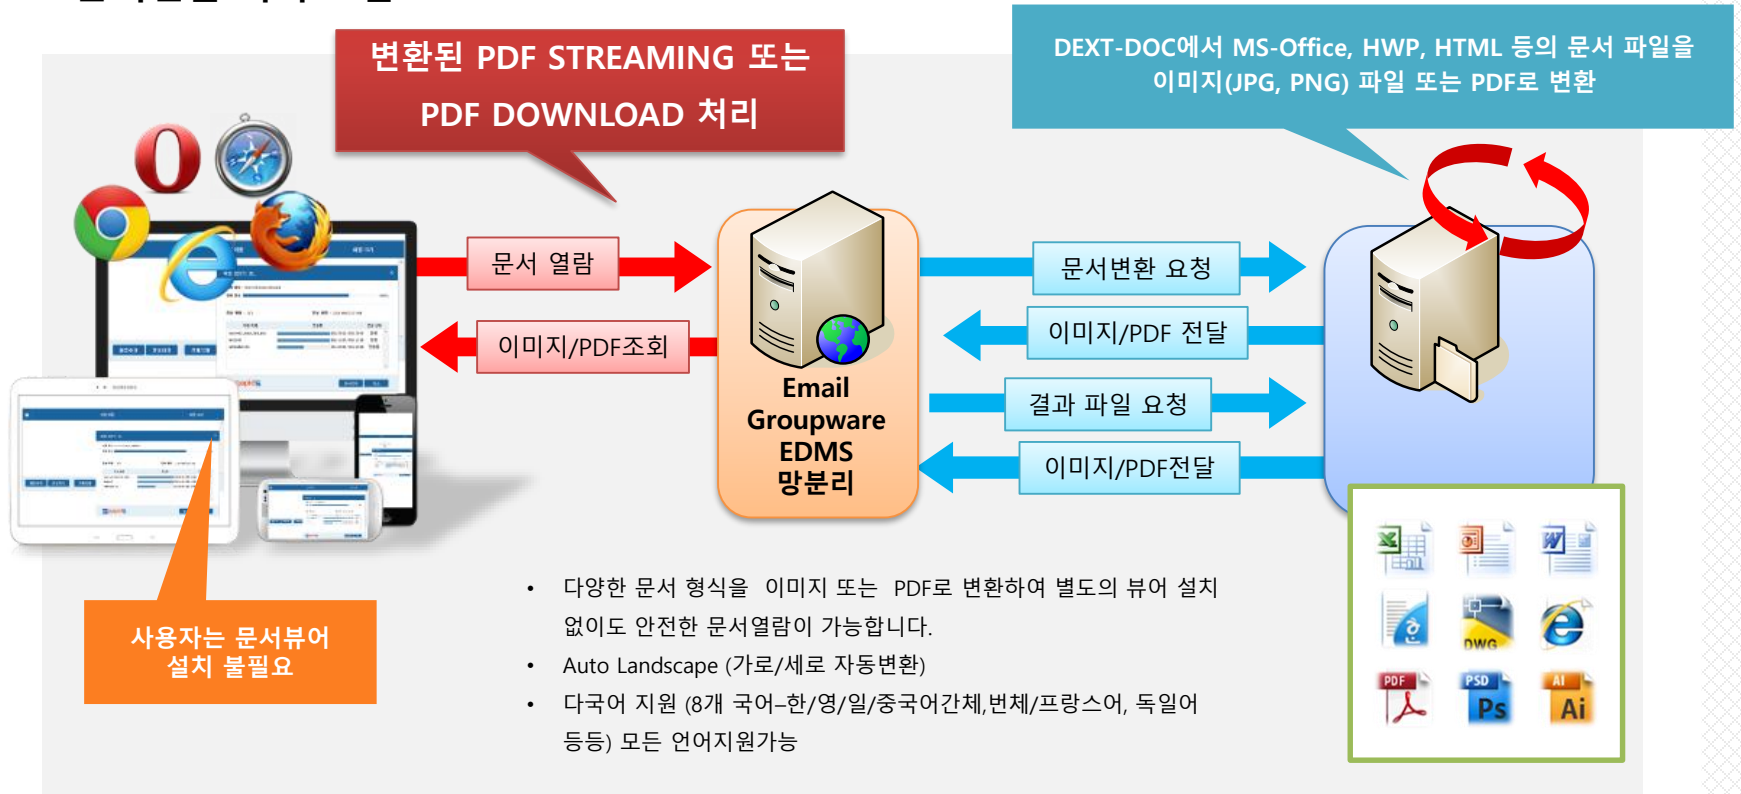 변환된 PDF STREAMING 또는
PDF DOWNLOAD 처리
DEXT-DOC에서 MS-Office, HWP, HTML 등의 문서 파일을
이미지(JPG, PNG) 파일 또는 PDF로 변환
문서 열람
이미지/PDF조회
문서변환 요청
이미지/PDF 전달
결과 파일 요청
이미지/PDF전달
Email
Groupware
EDMS
망분리
사용자는 문서뷰어
설치 불필요
• 다양한 문서 형식을 이미지 또는 PDF로 변환하여 별도의 뷰어 설치
없이도 안전한 문서열람이 가능합니다.
• Auto Landscape (가로/세로 자동변환)
• 다국어 지원 (8개 국어–한/영/일/중국어간체,번체/프랑스어, 독일어
등등) 모든 언어지원가능
DWG
PDF
PSD
Ps
AI
Ai